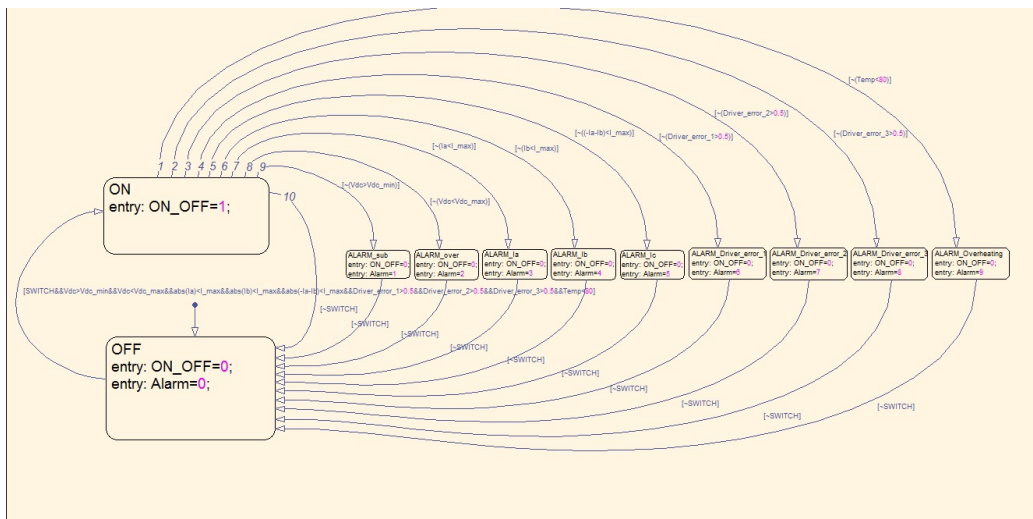 [~(Temp<80)]
[~(Driver_error_2>0.5)]
[~(Driver_error_3>0.5)]
[~(Driver_error_1>0.5)]
[~((-Ia-Ib)<I_max)]
[~(Ib<I_max)]
[~(Ia<I_max)]
1 2 3 4 5 6 7 8 9
10
[~(Vdc>Vdc_min)]
[~(Vdc<Vdc_max)]
ON
entry: ON_OFF=1;
ALARM_sub
entry: ON_OFF=0;
entry: Alarm=1
ALARM_over
entry: ON_OFF=0;
entry: Alarm=2
ALARM_Ia
entry: ON_OFF=0;
entry: Alarm=3
ALARM_Ib
entry: ON_OFF=0;
entry: Alarm=4
ALARM_Ic
entry: ON_OFF=0;
entry: Alarm=5
ALARM_Driver_error_1
entry: ON_OFF=0;
entry: Alarm=6
ALARM_Driver_error_2
entry: ON_OFF=0;
entry: Alarm=7
ALARM_Driver_error_3
entry: ON_OFF=0;
entry: Alarm=8
ALARM_Overheating
entry: ON_OFF=0;
entry: Alarm=9
[SWITCH&&Vdc>Vdc_min&&Vdc<Vdc_max&&abs(Ia)<I_max&&abs(Ib)<I_max&&abs(-Ia-Ib)<I_max&&Driver_error_1>0.5&&Driver_error_2>0.5&&Driver_error_3>0.5&&Temp<80]
[~SWITCH]
[~SWITCH]
[~SWITCH]
[~SWITCH]
[~SWITCH]
[~SWITCH]
[~SWITCH]
[~SWITCH]
[~SWITCH]
[~SWITCH]
OFF
entry: ON_OFF=0;
entry: Alarm=0;